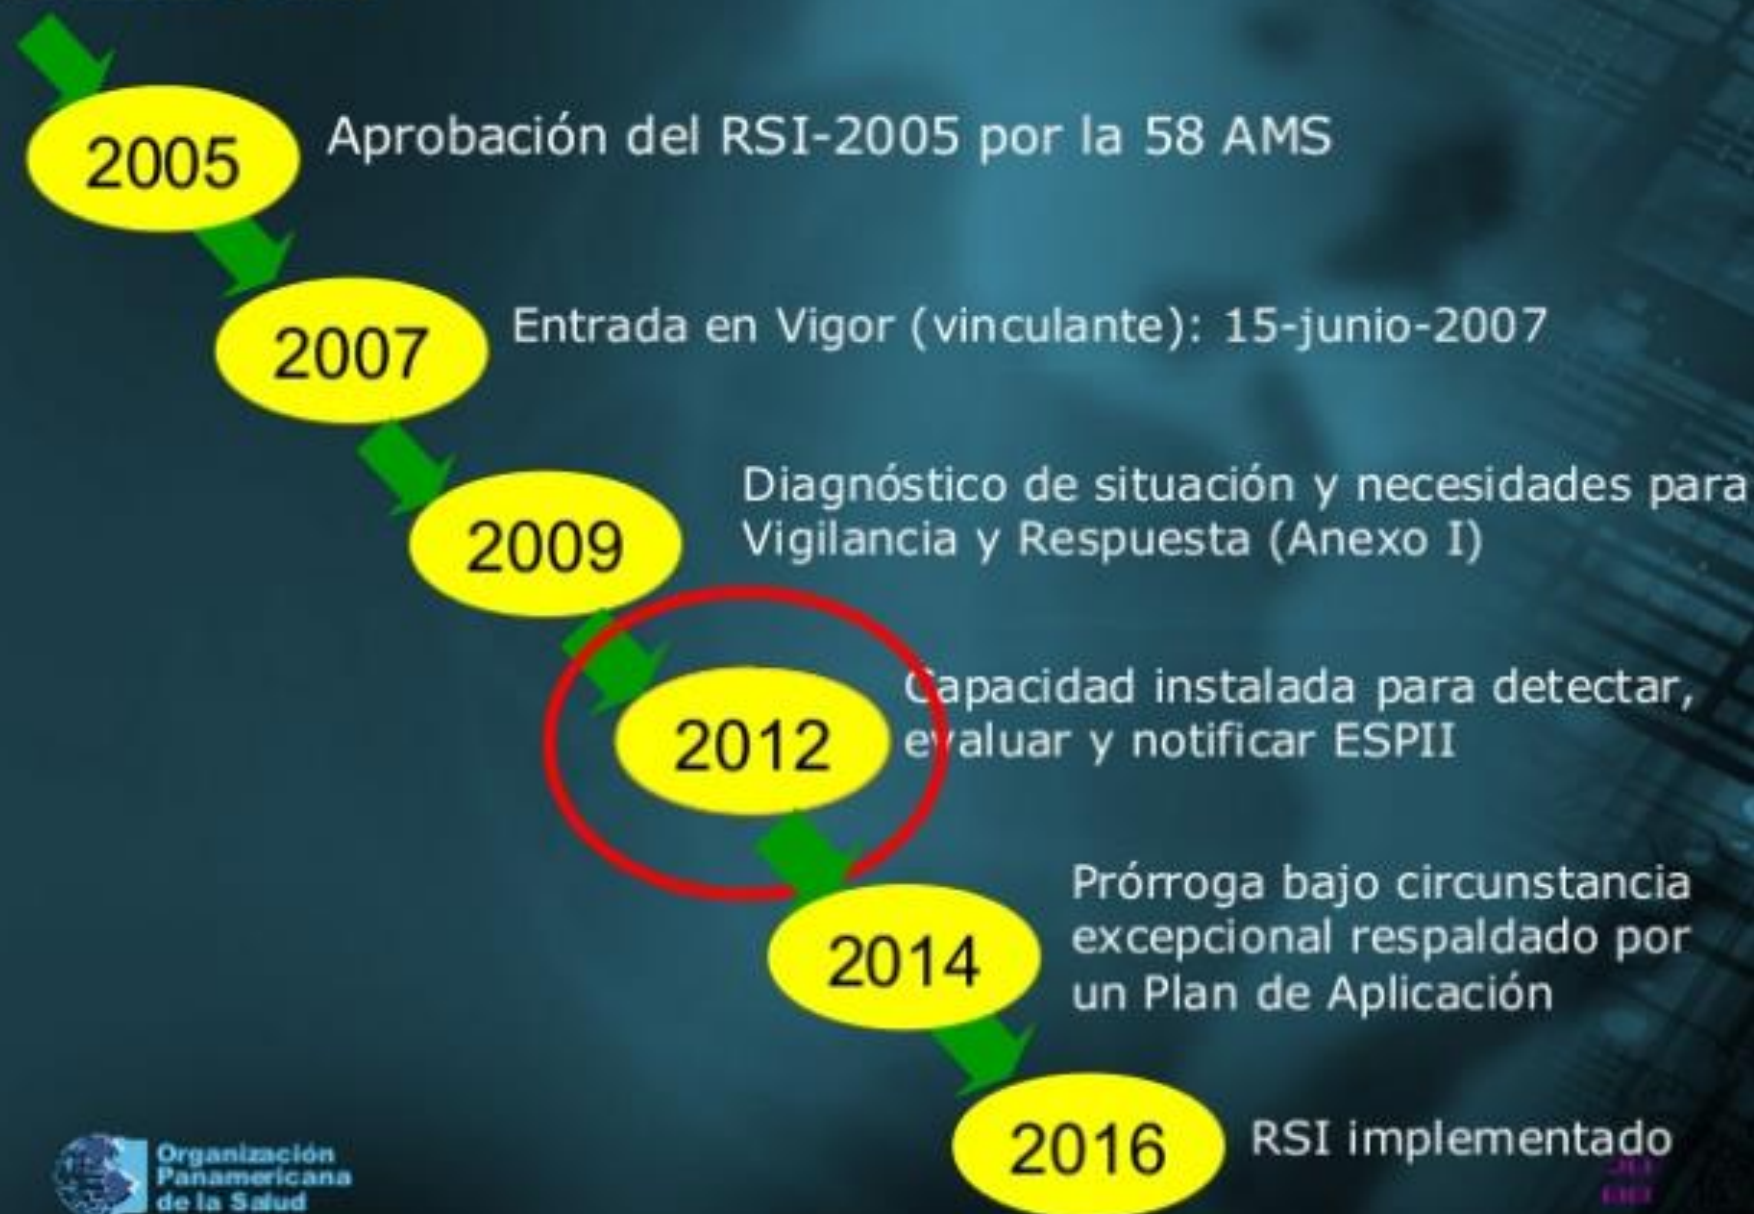 2005
Aprobación del RSI-2005 por la 58 AMS
2007
Entrada en Vigor (vinculante): 15-junio-2007
2009
Diagnóstico de situación y necesidades para
Vigilancia y Respuesta (Anexo I)
2012
Capacidad instalada para detectar,
evaluar y notificar ESPII
2014
Prórroga bajo circunstancia
excepcional respaldado por
un Plan de Aplicación
2016
RSI implementado
Organización
Panamericana
de la Salud